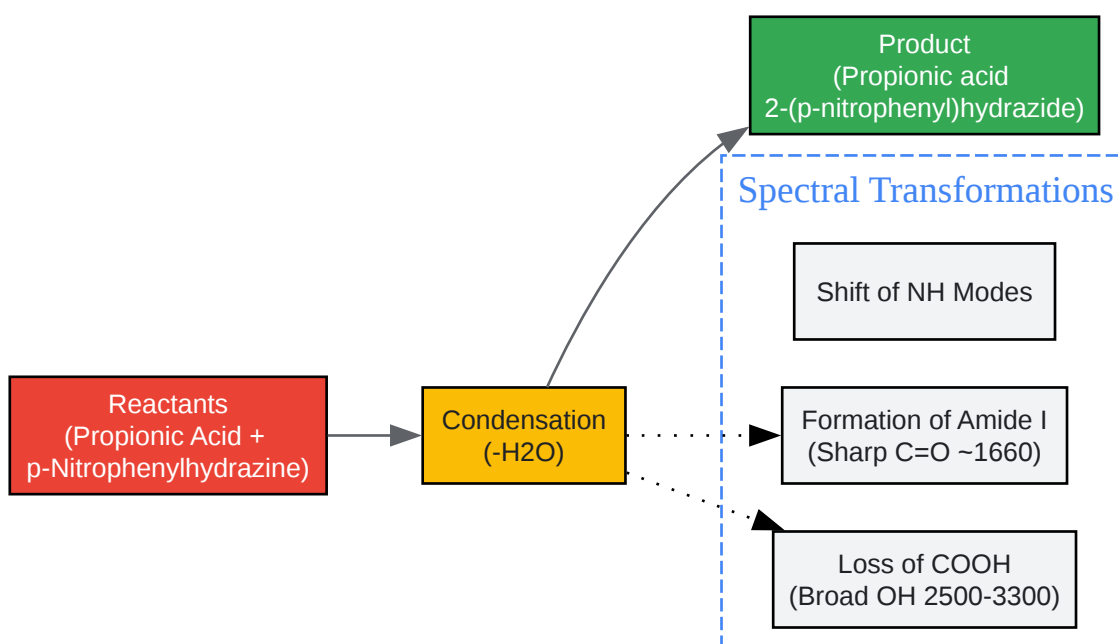 Product
(Propionic acid
2-(p-nitrophenyl)hydrazide)
Spectral Transformations
Shift of NH Modes
Reactants
(Propionic Acid +
p-Nitrophenylhydrazine)
Condensation
(-H2O)
Formation of Amide I
(Sharp C=O ~1660)
Loss of COOH
(Broad OH 2500-3300)